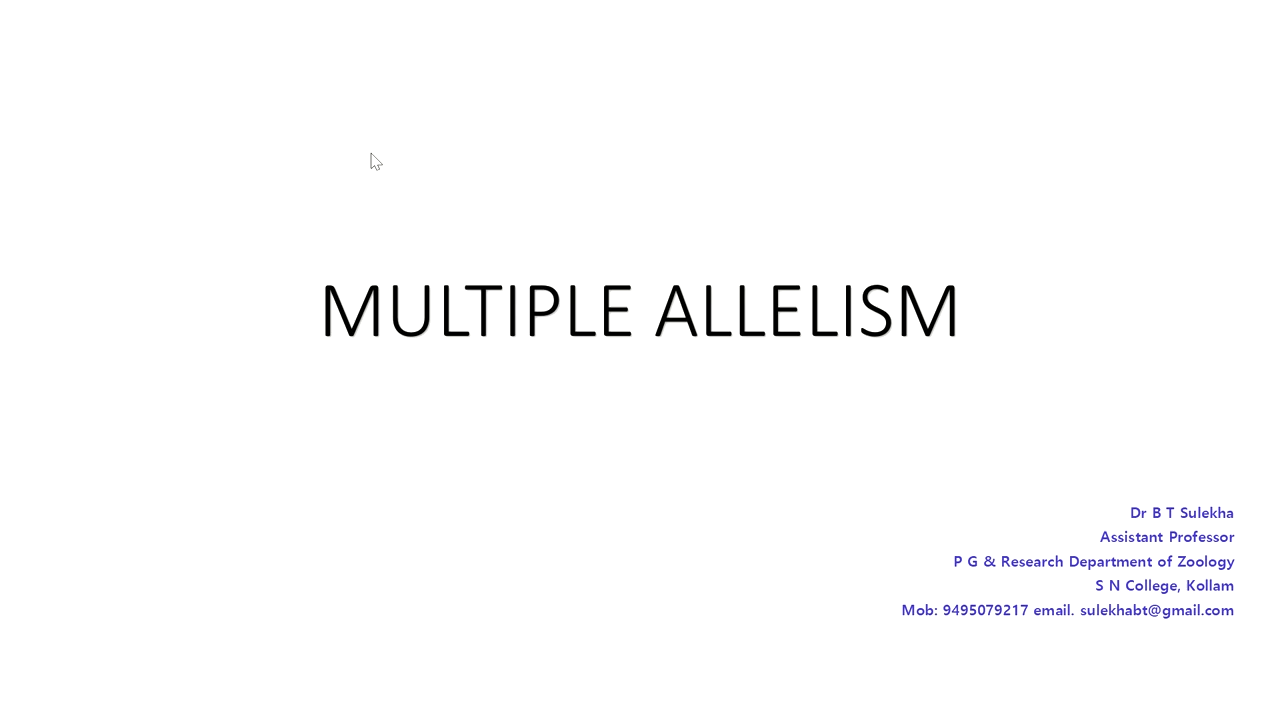 MULTIPLE ALLELISM
Dr B T Sulekha
Assistant Professor
P G & Research Department of Zoology
S N College, Kollam
Mob: 9495079217 email. sulekhabt@gmail.com